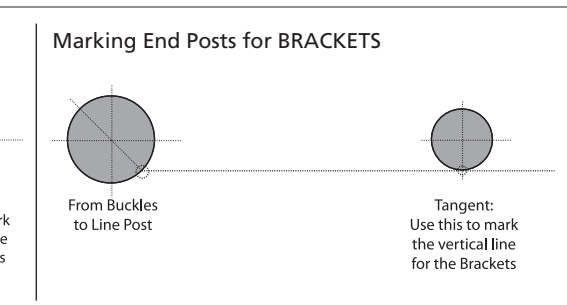 Marking End Posts for BRACKETS
From Buckles
to Line Post
Tangent:
Use this to mark
the vertical line
for the Brackets